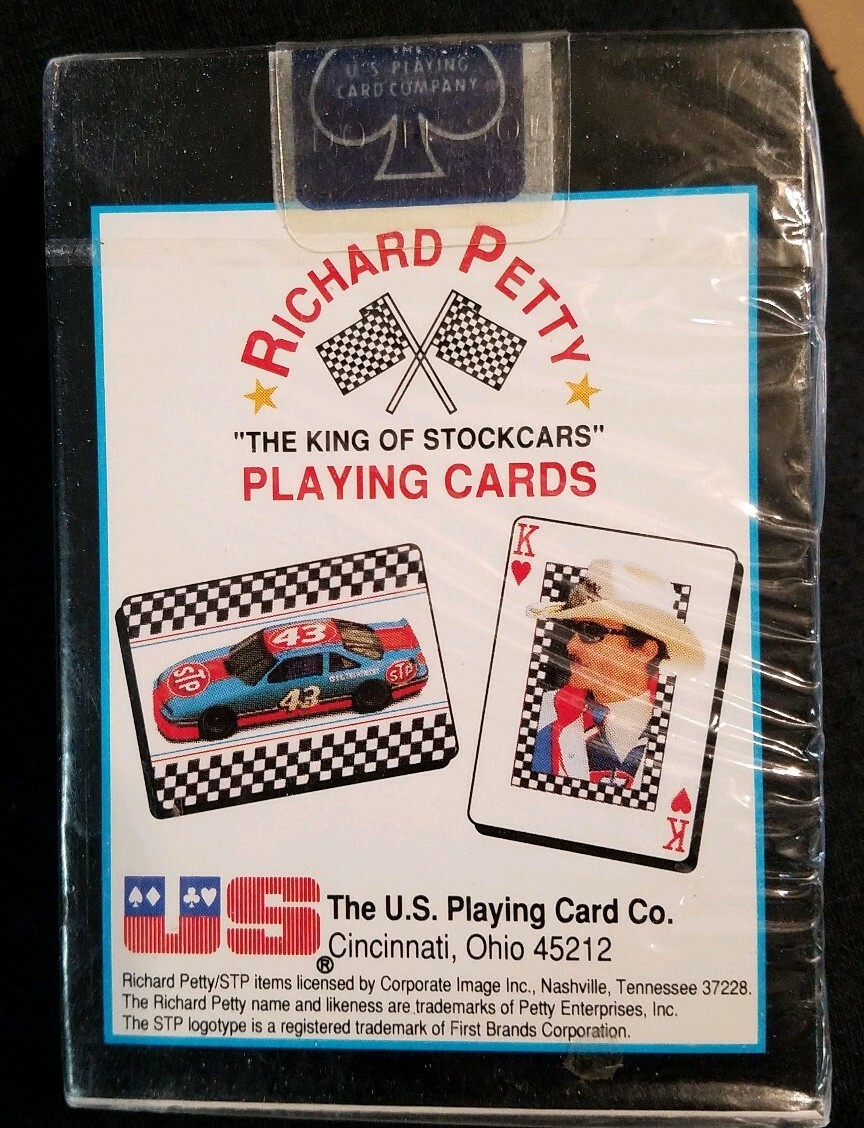 THE
U.S. PLAYING
CARD COMPANY
RICHARD PETTY
"THE KING OF STOCKCARS"
PLAYING CARDS
K
43
STP
STP
43
K
US
®
The U.S. Playing Card Co.
Cincinnati, Ohio 45212
Richard Petty/STP items licensed by Corporate Image Inc., Nashville, Tennessee 37228.
The Richard Petty name and likeness are trademarks of Petty Enterprises, Inc.
The STP logotype is a registered trademark of First Brands Corporation.